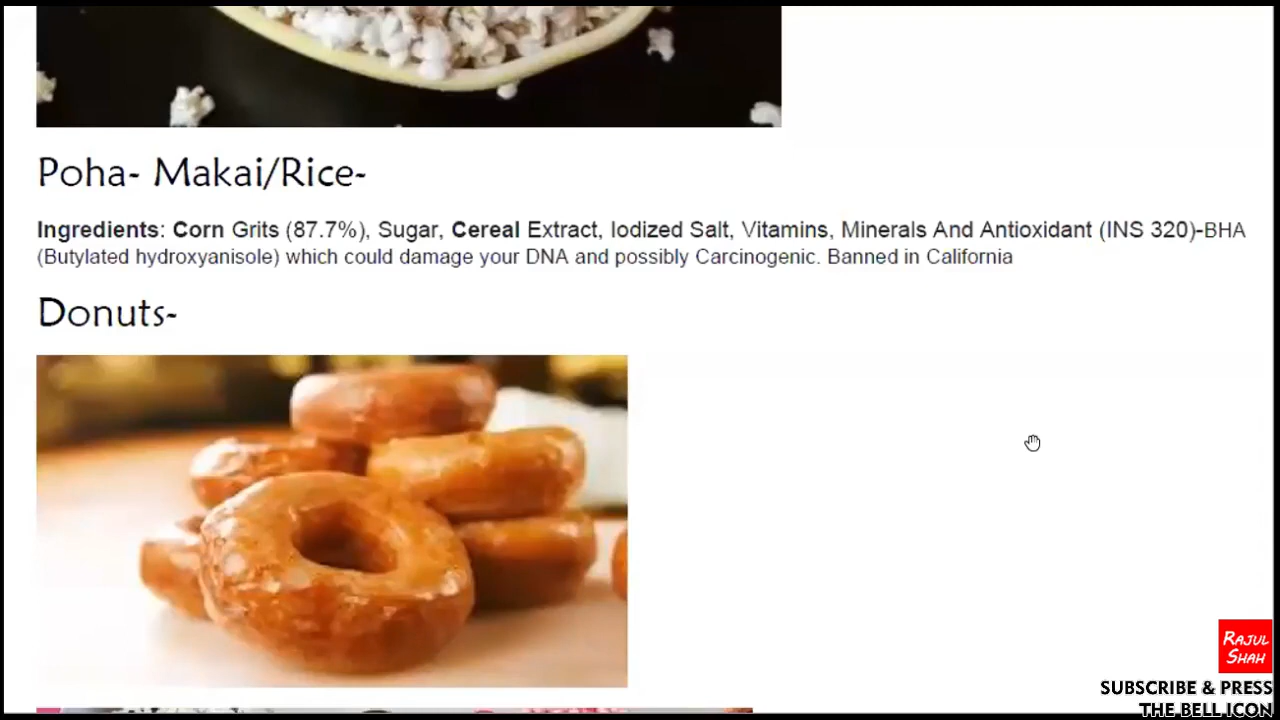 Poha- Makai/Rice-
Ingredients: Corn Grits (87.7%), Sugar, Cereal Extract, Iodized Salt, Vitamins, Minerals And Antioxidant (INS 320)-BHA
(Butylated hydroxyanisole) which could damage your DNA and possibly Carcinogenic. Banned in California
Donuts-
RAJUL
SHAH
SUBSCRIBE & PRESS
THE BELL ICON